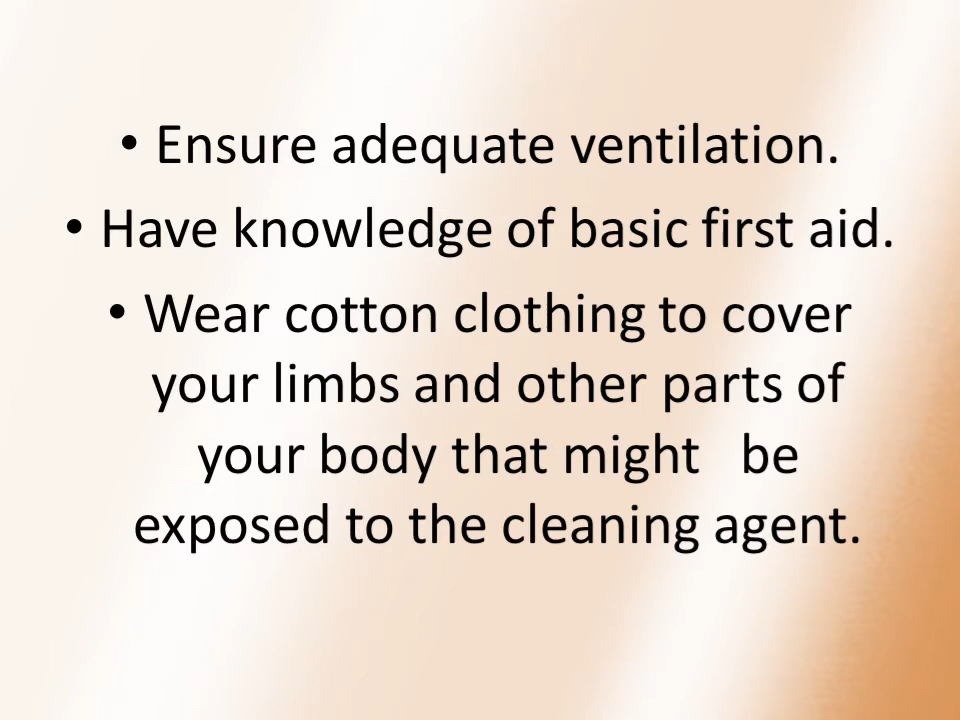 • Ensure adequate ventilation.
• Have knowledge of basic first aid.
• Wear cotton clothing to cover
your limbs and other parts of
your body that might   be
exposed to the cleaning agent.